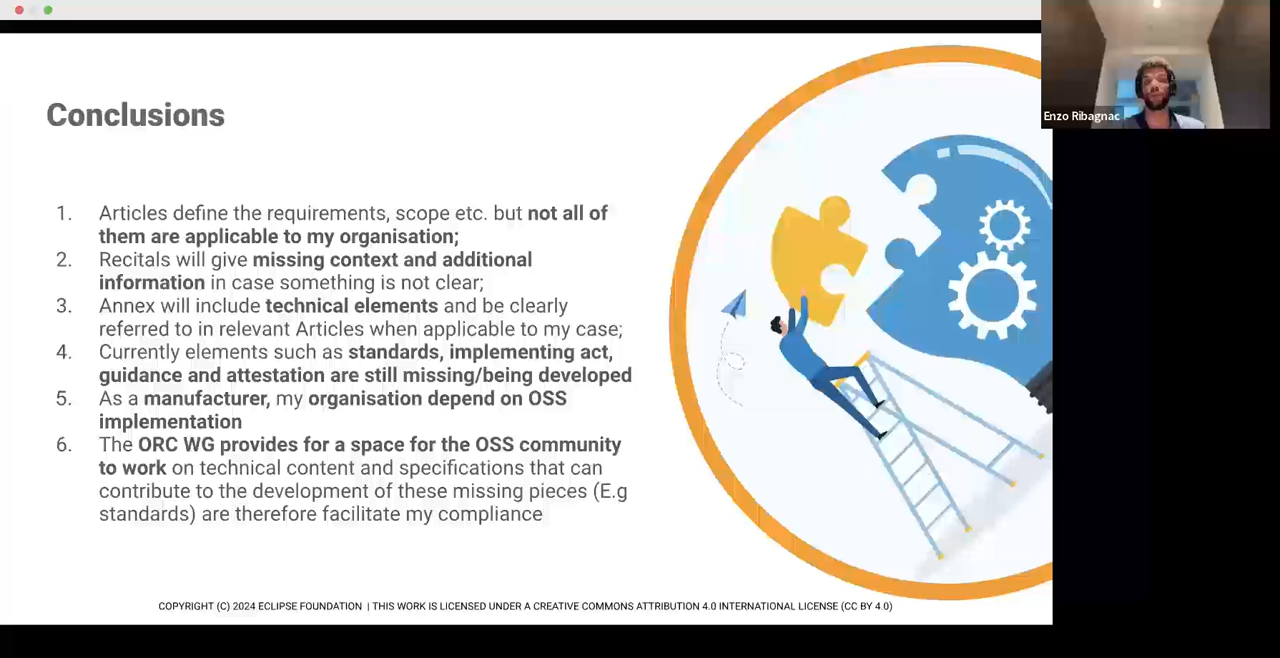 Conclusions
1. Articles define the requirements, scope etc. but not all of
them are applicable to my organisation;
2. Recitals will give missing context and additional
information in case something is not clear;
3. Annex will include technical elements and be clearly
referred to in relevant Articles when applicable to my case;
4. Currently elements such as standards, implementing act,
guidance and attestation are still missing/being developed
5. As a manufacturer, my organisation depend on OSS
implementation
6. The ORC WG provides for a space for the OSS community
to work on technical content and specifications that can
contribute to the development of these missing pieces (E.g
standards) are therefore facilitate my compliance
COPYRIGHT (C) 2024 ECLIPSE FOUNDATION | THIS WORK IS LICENSED UNDER A CREATIVE COMMONS ATTRIBUTION 4.0 INTERNATIONAL LICENSE (CC BY 4.0)
Enzo Ribagnac